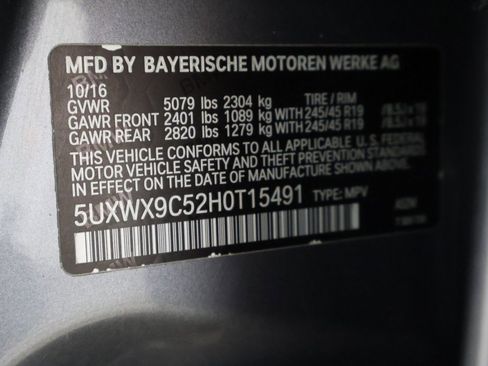 MFD BY BAYERISCHE MOTOREN WERKE AG
10/16
GVWR 5079 lbs 2304 kg TIRE / RIM
GAWR FRONT 2401 lbs 1089 kg WITH 245/45 R19
GAWR REAR 2820 lbs 1279 kg WITH 245/45 R19
THIS VEHICLE CONFORMS TO ALL APPLICABLE U.S. FEDERAL
MOTOR VEHICLE SAFETY AND THEFT PREVENTION
STANDARDS IN EFFECT ON THE DATE OF MANUFACTURE SHOWN ABOVE.
5UXWX9C52H0T15491 TYPE: MPV